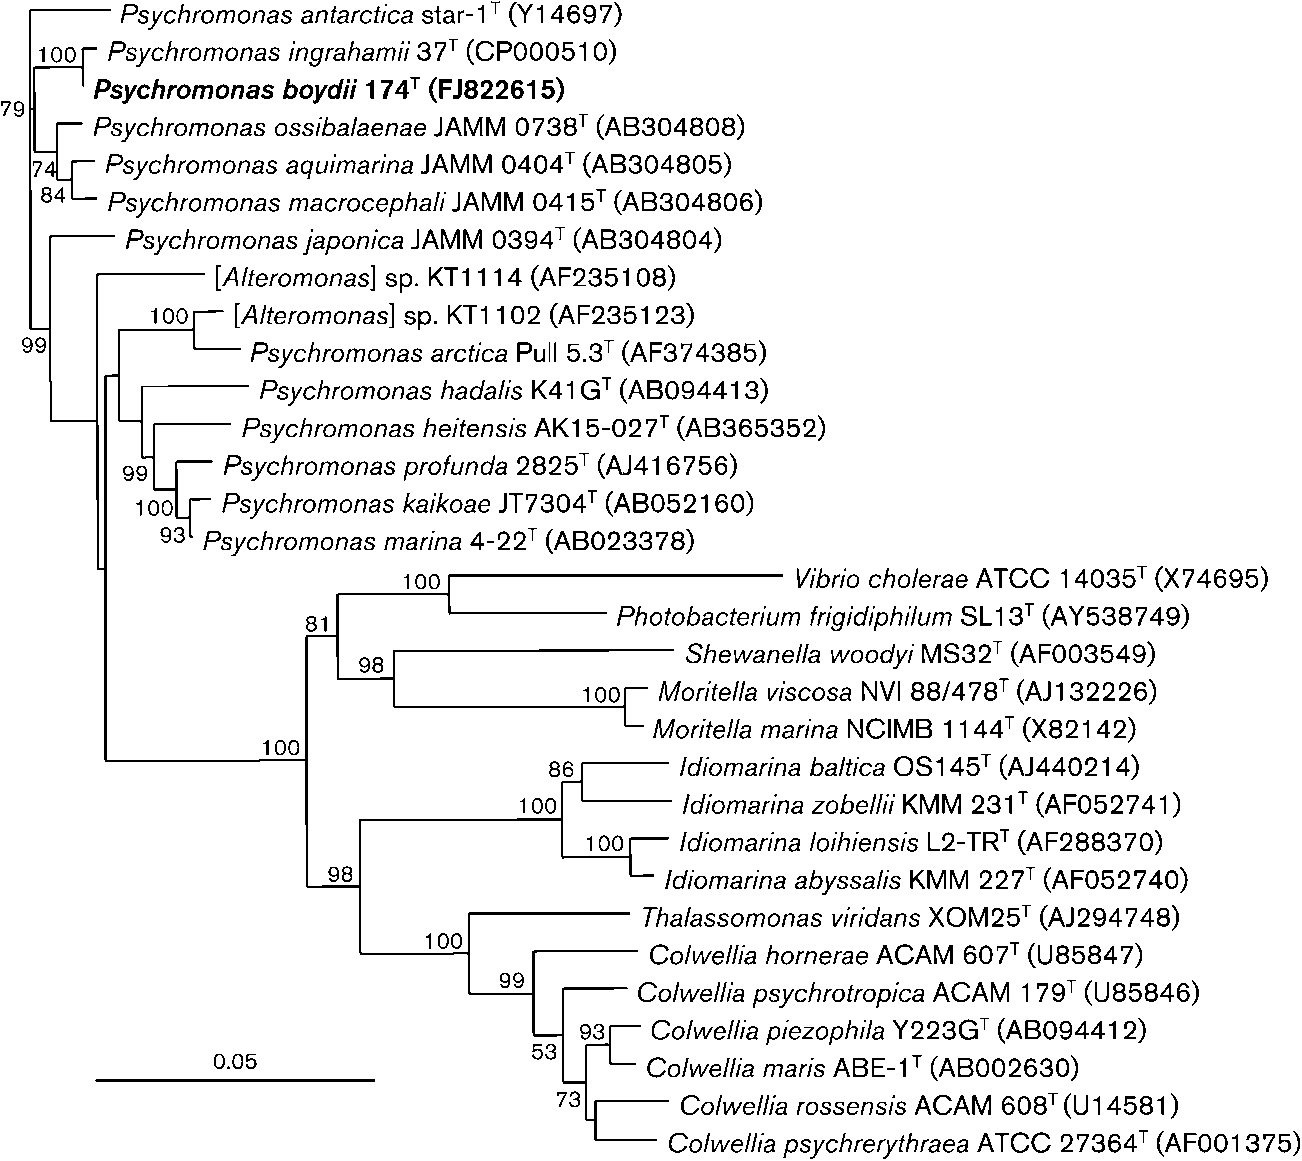 Psychromonas antarctica star-1ᵀ (Y14697)
100 Psychromonas ingrahamii 37ᵀ (CP000510)
Psychromonas boydii 174ᵀ (FJ822615)
79
Psychromonas ossibalaenae JAMM 0738ᵀ (AB304808)
Psychromonas aquimarina JAMM 0404ᵀ (AB304805)
74
84 Psychromonas macrocephali JAMM 0415ᵀ (AB304806)
Psychromonas japonica JAMM 0394ᵀ (AB304804)
[Alteromonas] sp. KT1114 (AF235108)
100 [Alteromonas] sp. KT1102 (AF235123)
99
Psychromonas arctica Pull 5.3ᵀ (AF374385)
Psychromonas hadalis K41Gᵀ (AB094413)
Psychromonas heitensis AK15-027ᵀ (AB365352)
99 Psychromonas profunda 2825ᵀ (AJ416756)
100 Psychromonas kaikoae JT7304ᵀ (AB052160)
93 Psychromonas marina 4-22ᵀ (AB023378)
100 Vibrio cholerae ATCC 14035ᵀ (X74695)
Photobacterium frigidiphilum SL13ᵀ (AY538749)
81
98 Shewanella woodyi MS32ᵀ (AF003549)
100 Moritella viscosa NVI 88/478ᵀ (AJ132226)
Moritella marina NCIMB 1144ᵀ (X82142)
100
86 Idiomarina baltica OS145ᵀ (AJ440214)
100 Idiomarina zobellii KMM 231ᵀ (AF052741)
100 Idiomarina loihiensis L2-TRᵀ (AF288370)
98 Idiomarina abyssalis KMM 227ᵀ (AF052740)
Thalassomonas viridans XOM25ᵀ (AJ294748)
100
Colwellia hornerae ACAM 607ᵀ (U85847)
99
Colwellia psychrotropica ACAM 179ᵀ (U85846)
93 Colwellia piezophila Y223Gᵀ (AB094412)
53
0.05
Colwellia maris ABE-1ᵀ (AB002630)
73 Colwellia rossensis ACAM 608ᵀ (U14581)
Colwellia psychrerythraea ATCC 27364ᵀ (AF001375)